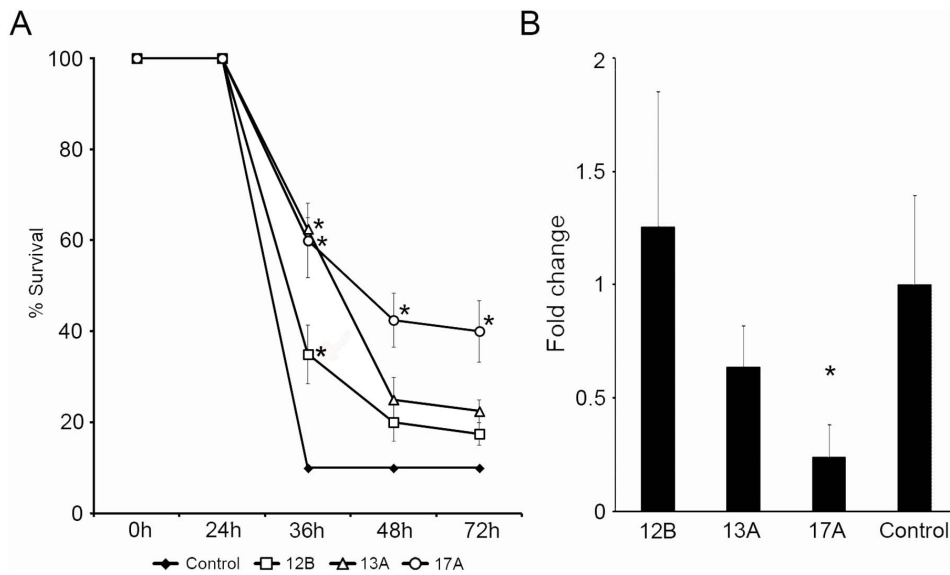 A
B
% Survival
100
80
60
40
20
0
*
*
*
*
*
0h 24h 36h 48h 72h
Control 12B 13A 17A
Fold change
2
1.5
1
0.5
0
*
12B 13A 17A Control